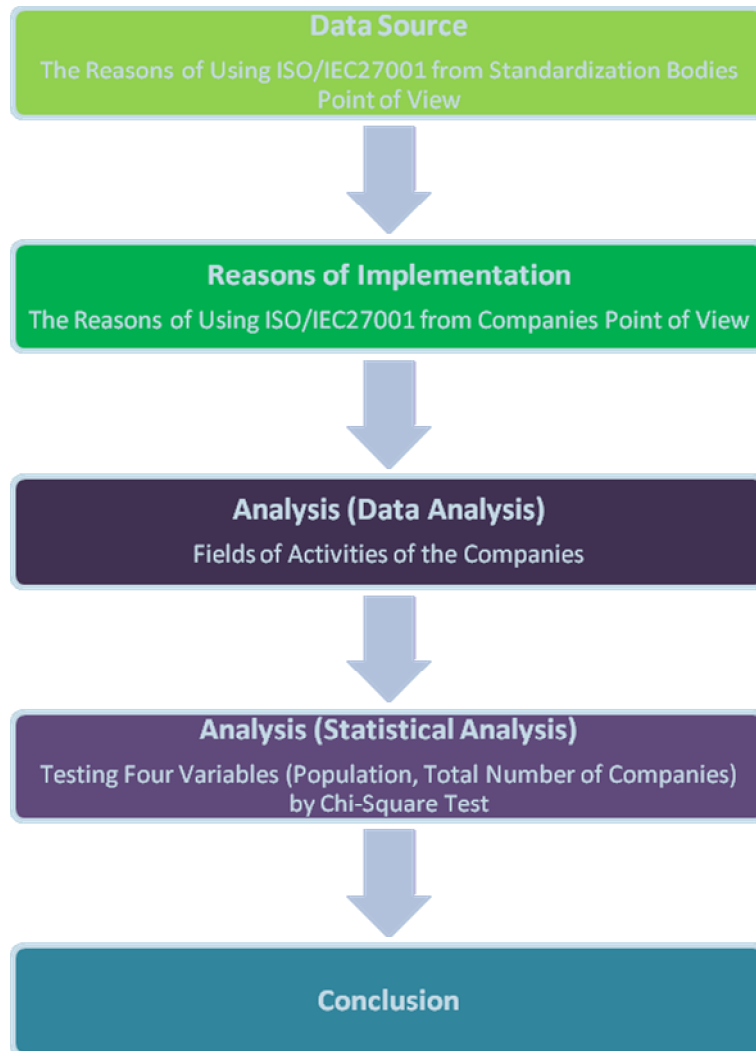 Data Source
The Reasons of Using ISO/IEC27001 from Standardization Bodies
Point of View
Reasons of Implementation
The Reasons of Using ISO/IEC27001 from Companies Point of View
Analysis (Data Analysis)
Fields of Activities of the Companies
Analysis (Statistical Analysis)
Testing Four Variables (Population, Total Number of Companies)
by Chi-Square Test
Conclusion